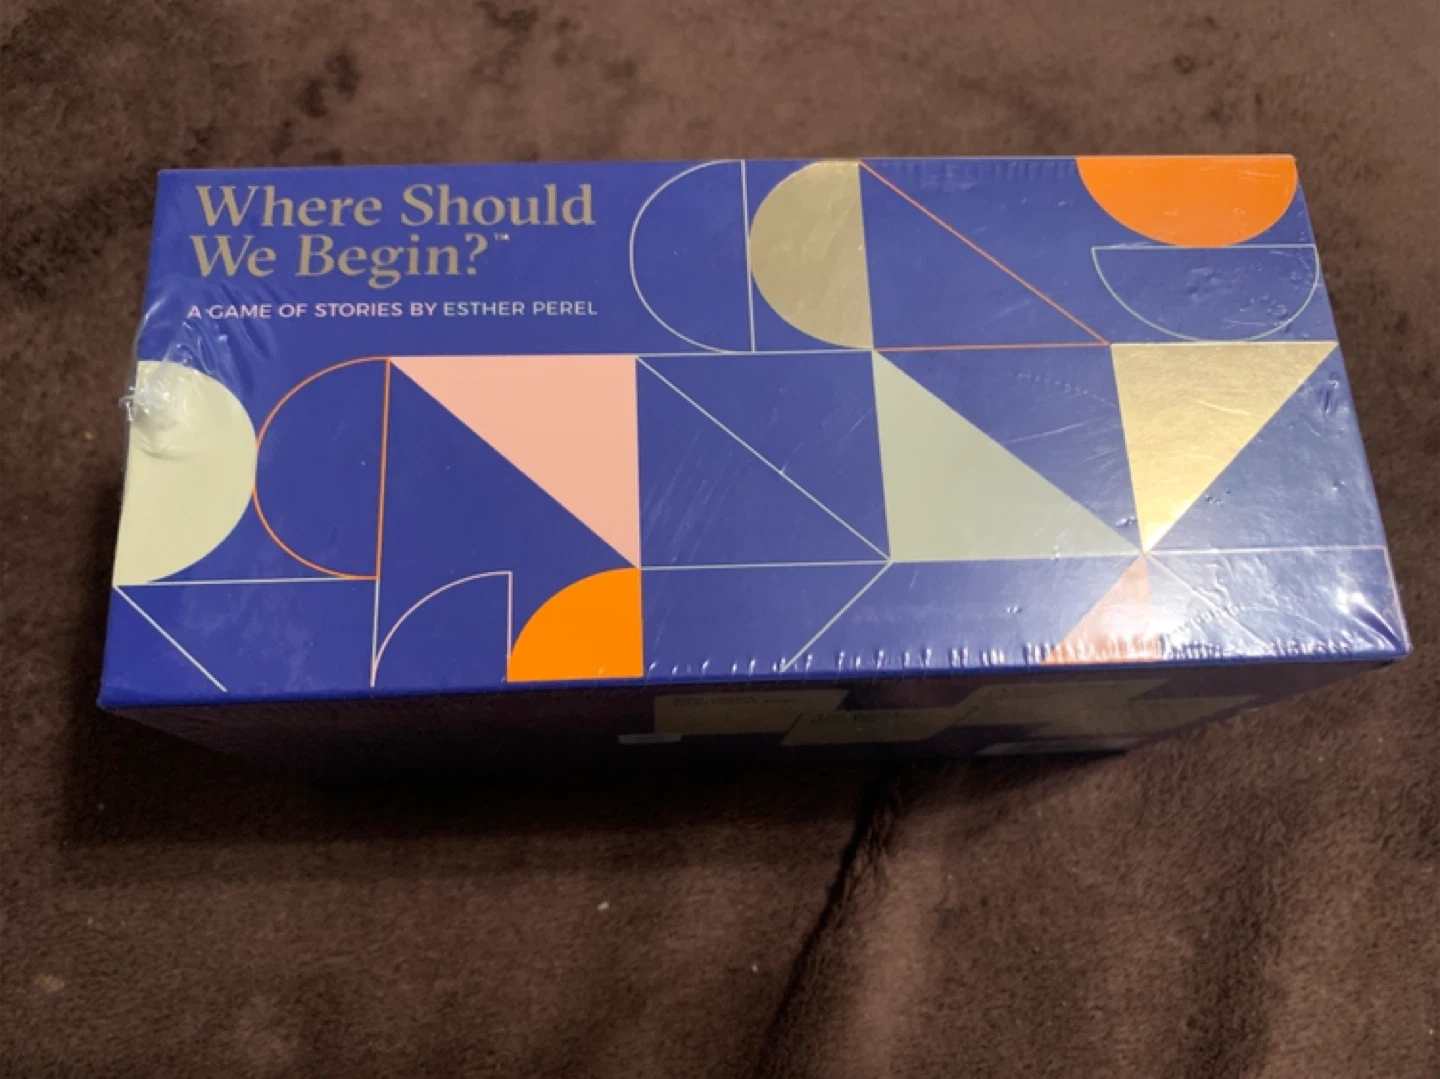 Where Should
We Begin?™
A GAME OF STORIES BY ESTHER PEREL